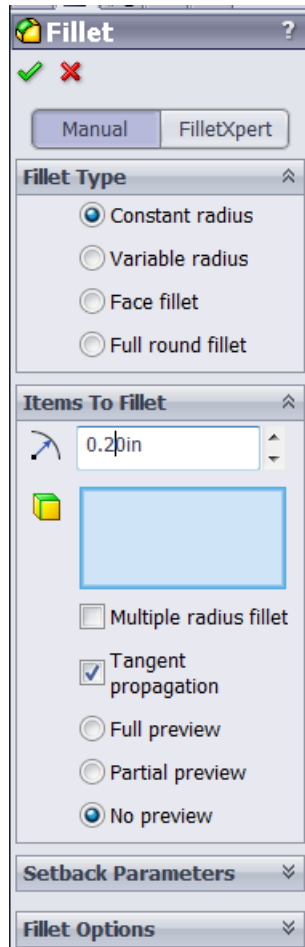 Fillet ?
Manual FilletXpert
Fillet Type
Constant radius
Variable radius
Face fillet
Full round fillet
Items To Fillet
0.20in
Multiple radius fillet
Tangent
propagation
Full preview
Partial preview
No preview
Setback Parameters
Fillet Options